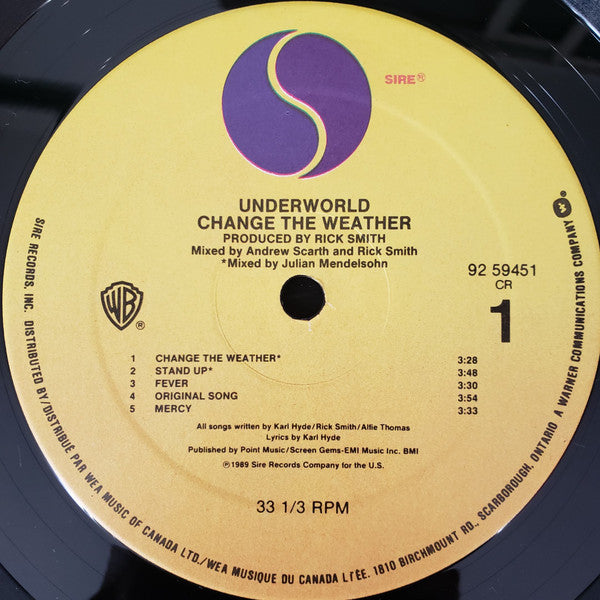 SIRE®
UNDERWORLD
CHANGE THE WEATHER
PRODUCED BY RICK SMITH
Mixed by Andrew Scarth and Rick Smith
*Mixed by Julian Mendelsohn
92 59451
CR
1
WB
®
1 CHANGE THE WEATHER* 3:28
2 STAND UP* 3:48
3 FEVER 3:30
4 ORIGINAL SONG 3:54
5 MERCY 3:33
All songs written by Karl Hyde/Rick Smith/Alfie Thomas
Lyrics by Karl Hyde
Published by Point Music/Screen Gems-EMI Music Inc. BMI
℗1989 Sire Records Company for the U.S.
33 1/3 RPM
SIRE RECORDS, INC. DISTRIBUTED BY/DISTRIBUÉ PAR WEA MUSIC OF CANADA LTD./WEA MUSIQUE DU CANADA LTÉE. 1810 BIRCHMOUNT RD., SCARBOROUGH, ONTARIO A WARNER COMMUNICATIONS COMPANY W ®.